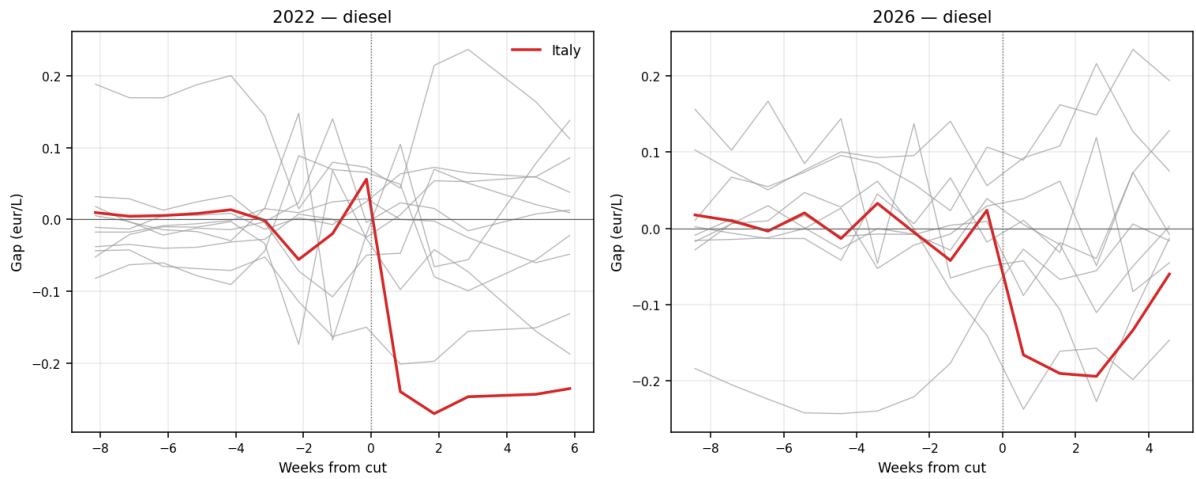 2022 — diesel
Italy
Gap (eur/L)
0.2
0.1
0.0
−0.1
−0.2
−8 −6 −4 −2 0 2 4 6
Weeks from cut
2026 — diesel
Gap (eur/L)
0.2
0.1
0.0
−0.1
−0.2
−8 −6 −4 −2 0 2 4
Weeks from cut